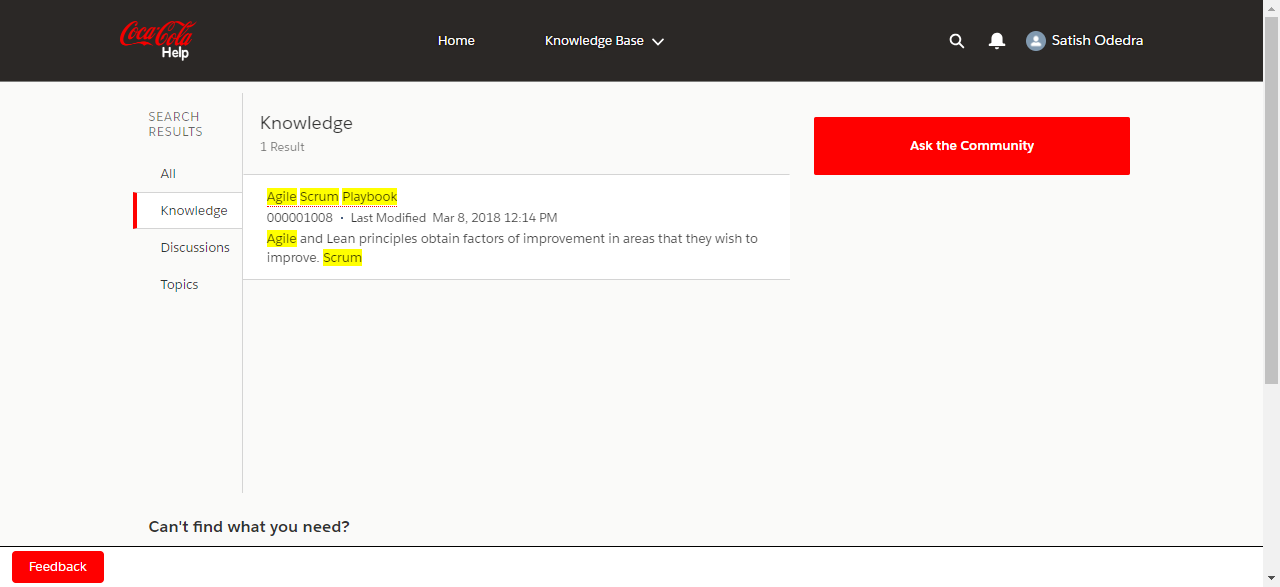 Coca-Cola
Help
Home
Knowledge Base
Satish Odedra
SEARCH
RESULTS
All
Knowledge
Discussions
Topics
Knowledge
1 Result
Agile Scrum Playbook
000001008 • Last Modified Mar 8, 2018 12:14 PM
Agile and Lean principles obtain factors of improvement in areas that they wish to
improve. Scrum
Ask the Community
Can't find what you need?
Feedback